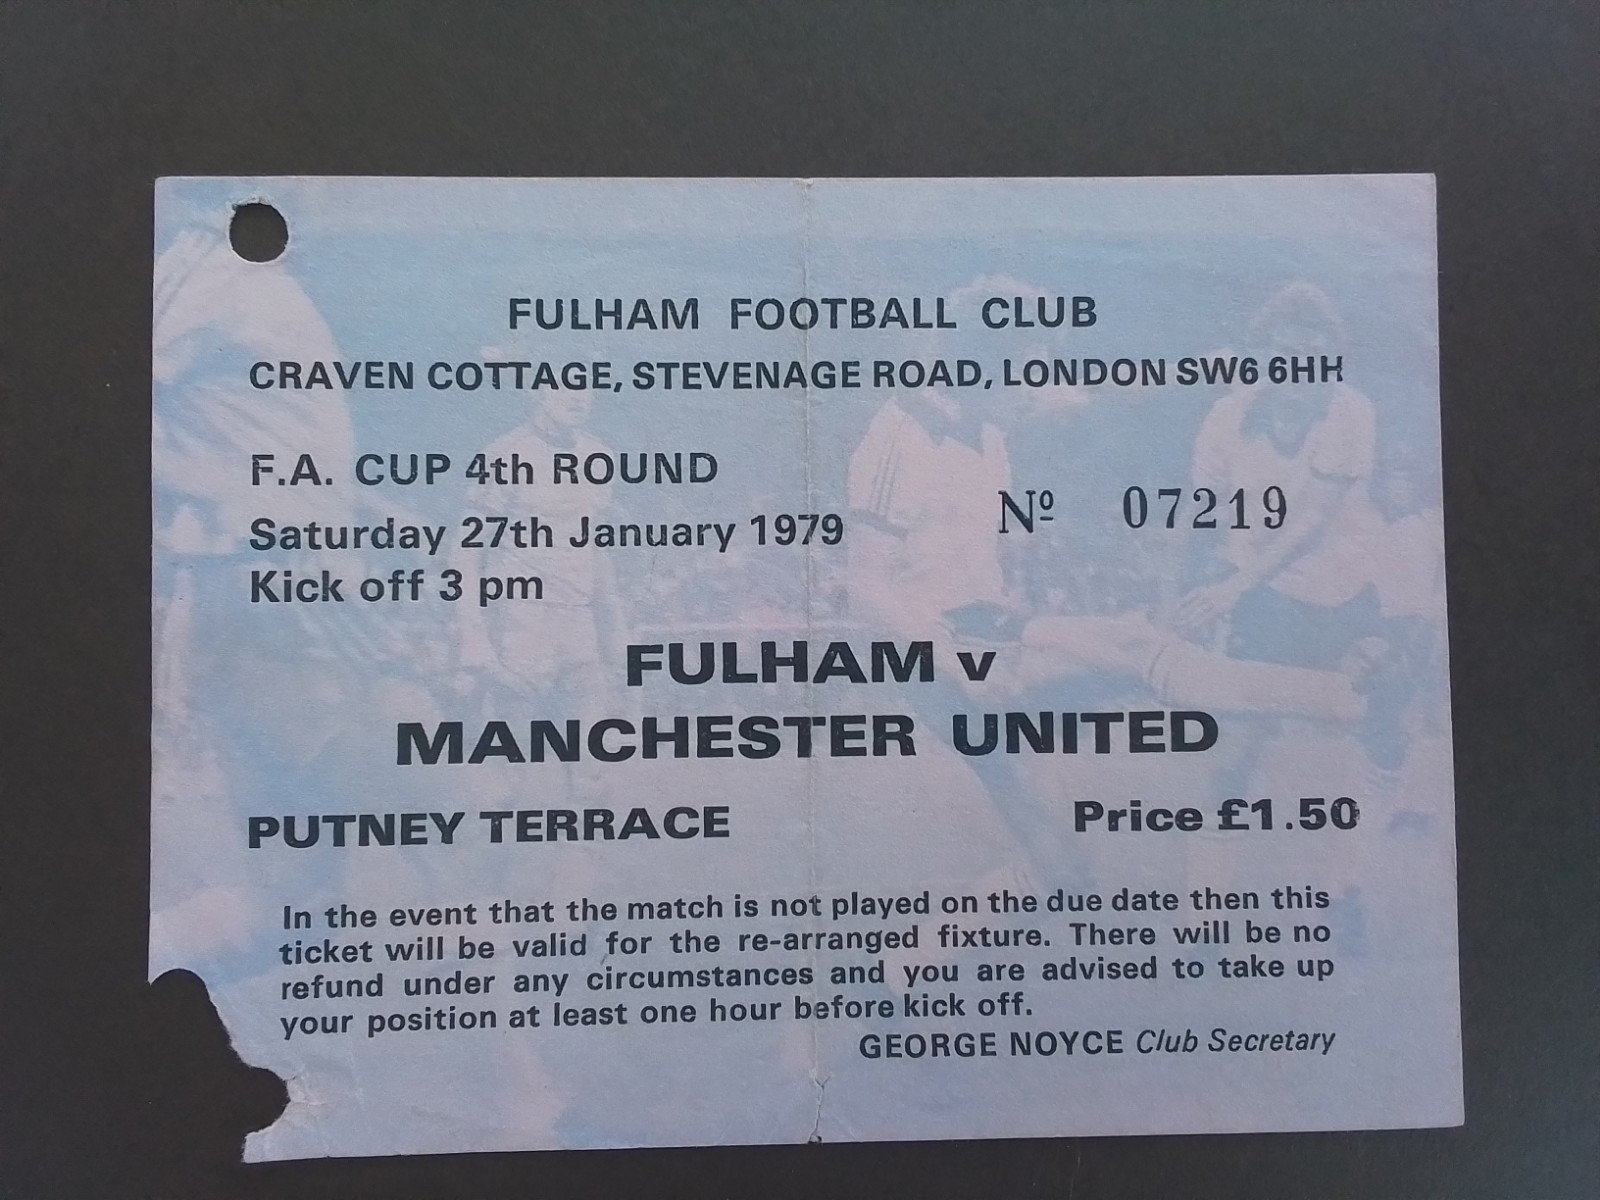 FULHAM FOOTBALL CLUB
CRAVEN COTTAGE, STEVENAGE ROAD, LONDON SW6 6HH
F.A. CUP 4th ROUND
Saturday 27th January 1979
Nº 07219
Kick off 3 pm
FULHAM v
MANCHESTER UNITED
PUTNEY TERRACE
Price £1.50
In the event that the match is not played on the due date then this
ticket will be valid for the re-arranged fixture. There will be no
refund under any circumstances and you are advised to take up
your position at least one hour before kick off.
GEORGE NOYCE Club Secretary